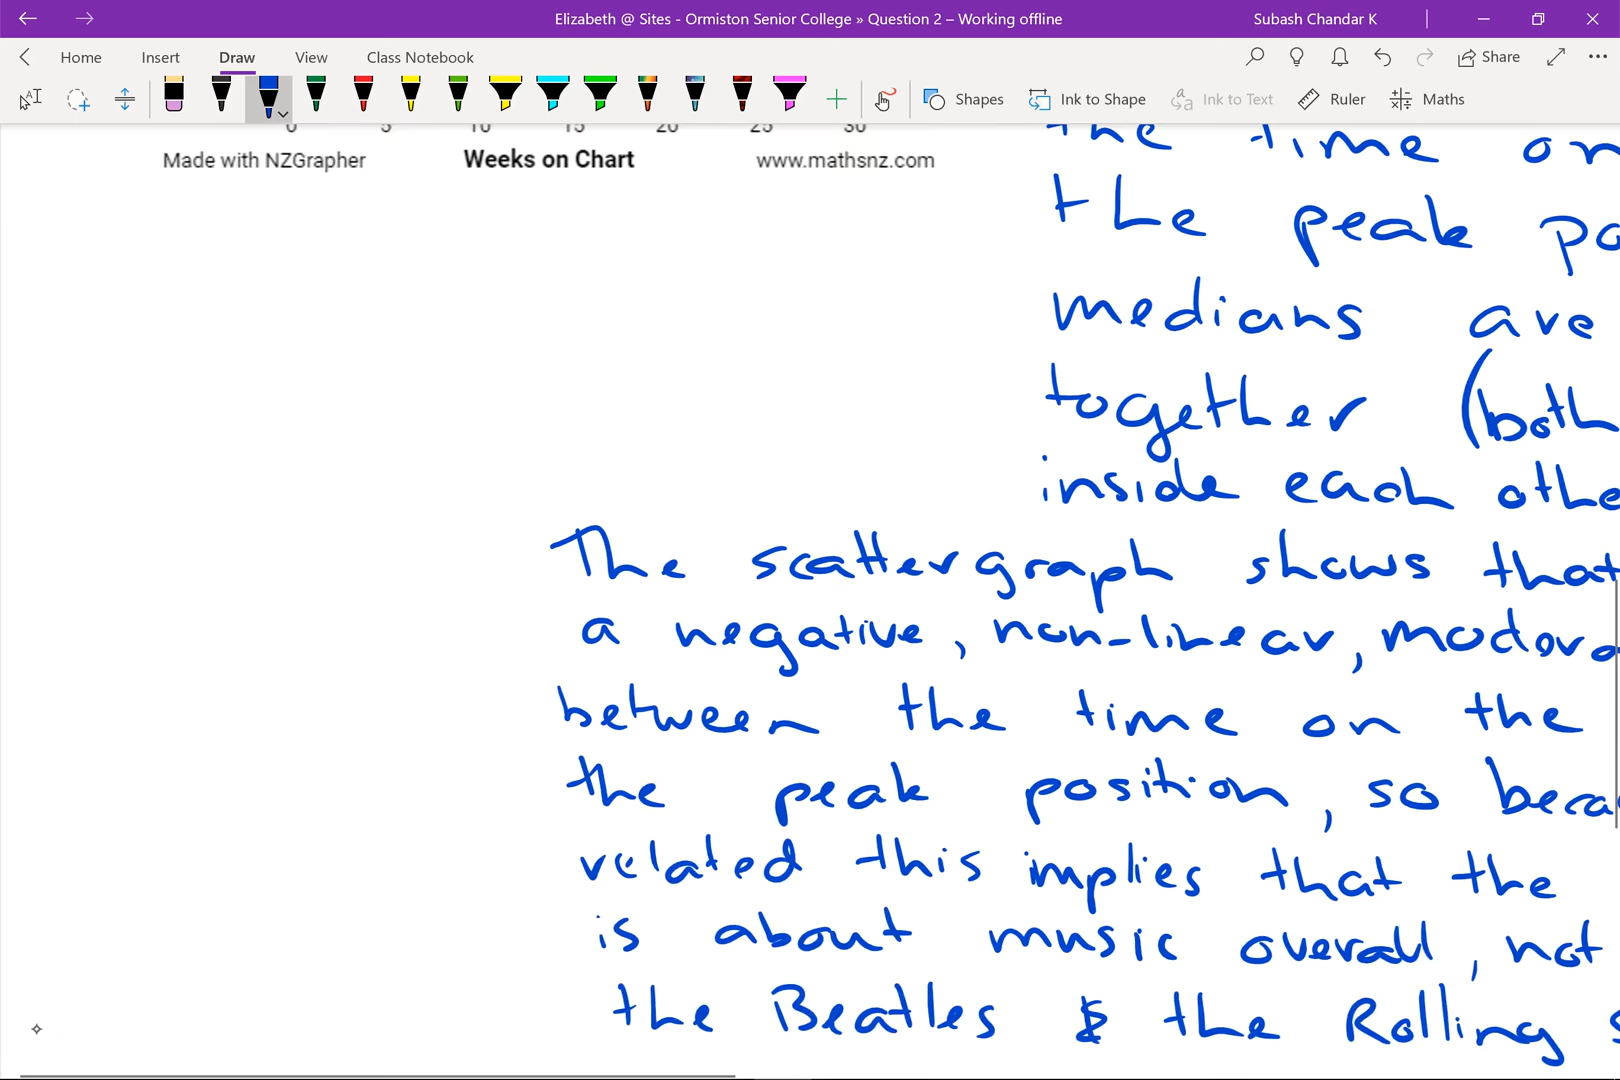 Elizabeth @ Sites - Ormiston Senior College » Question 2 – Working offline
Subash Chandar K
Home Insert Draw View Class Notebook
Share
Shapes Ink to Shape Ink to Text Ruler Maths
0 5 10 15 20 25 30
Made with NZGrapher Weeks on Chart www.mathsnz.com
the time on
the peak po
medians are
together (both
inside each othe
The scattergraph shows that
a negative, non-linear, modera
between the time on the
the peak position, so beca
related this implies that the
is about music overall, not
the Beatles & the Rolling S